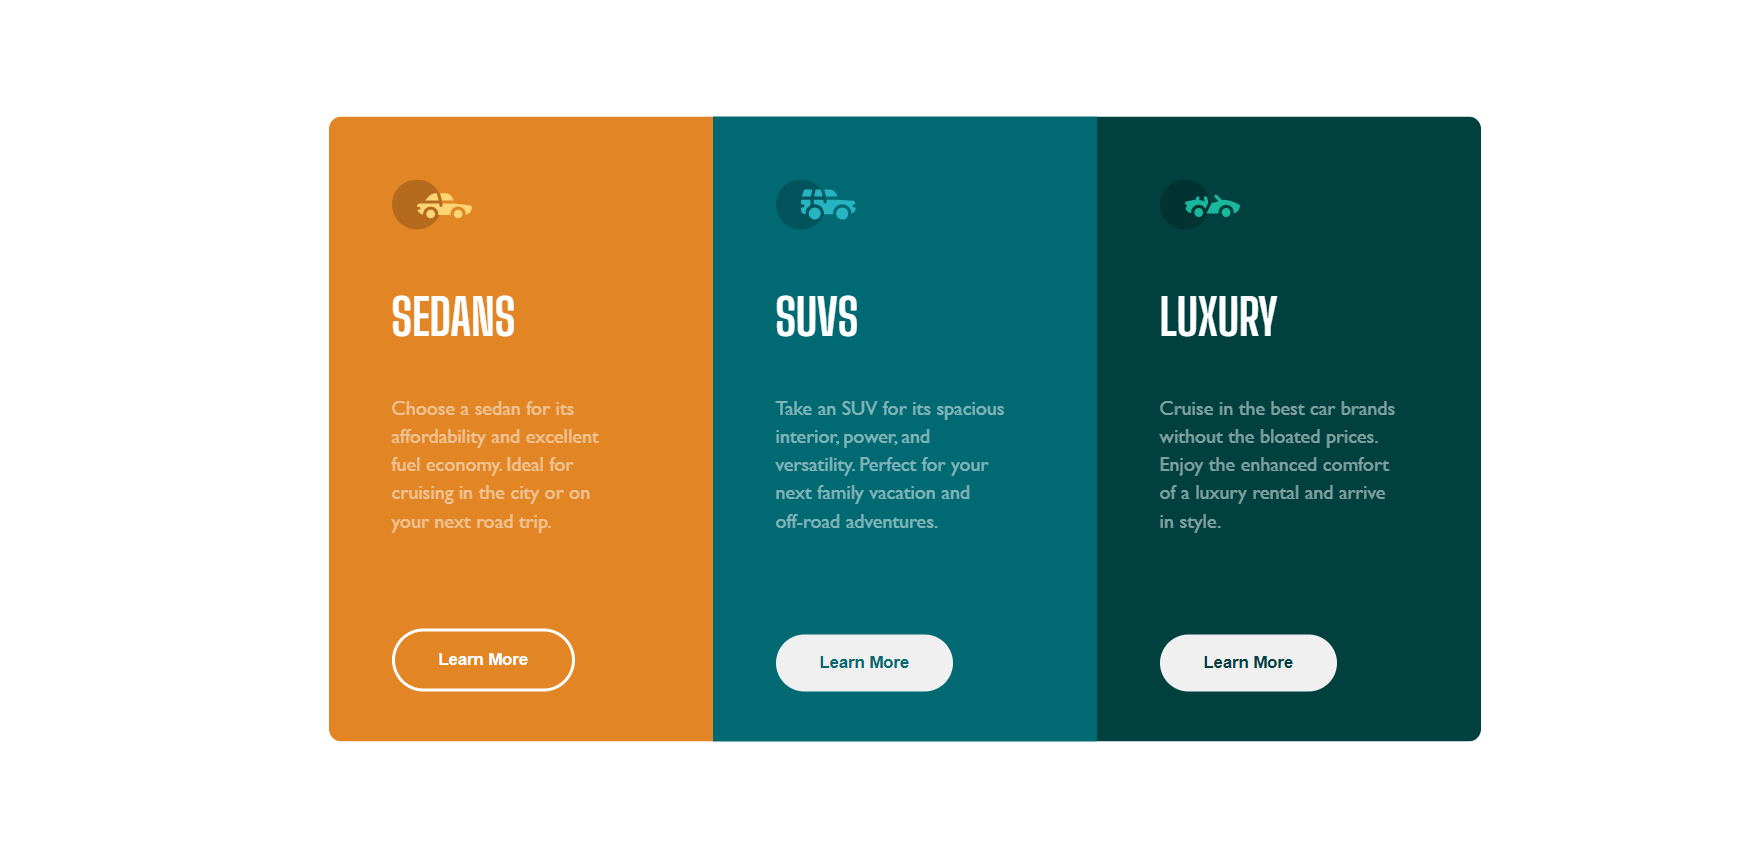 SEDANS
Choose a sedan for its
affordability and excellent
fuel economy. Ideal for
cruising in the city or on
your next road trip.
Learn More
SUVS
Take an SUV for its spacious
interior, power, and
versatility. Perfect for your
next family vacation and
off-road adventures.
Learn More
LUXURY
Cruise in the best car brands
without the bloated prices.
Enjoy the enhanced comfort
of a luxury rental and arrive
in style.
Learn More